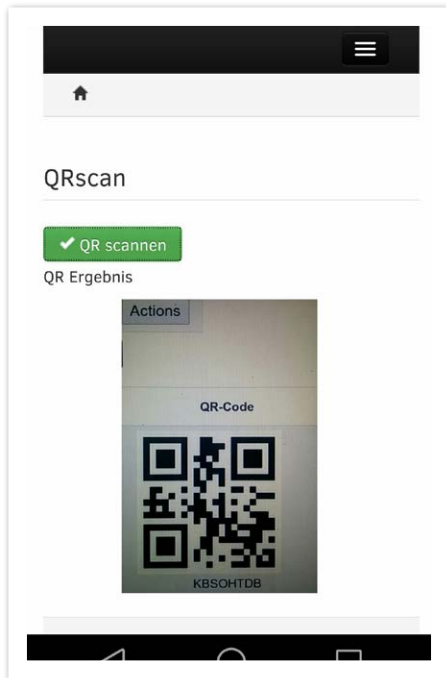 QRscan
QR scannen
QR Ergebnis
Actions
QR-Code
KBSOHTDB